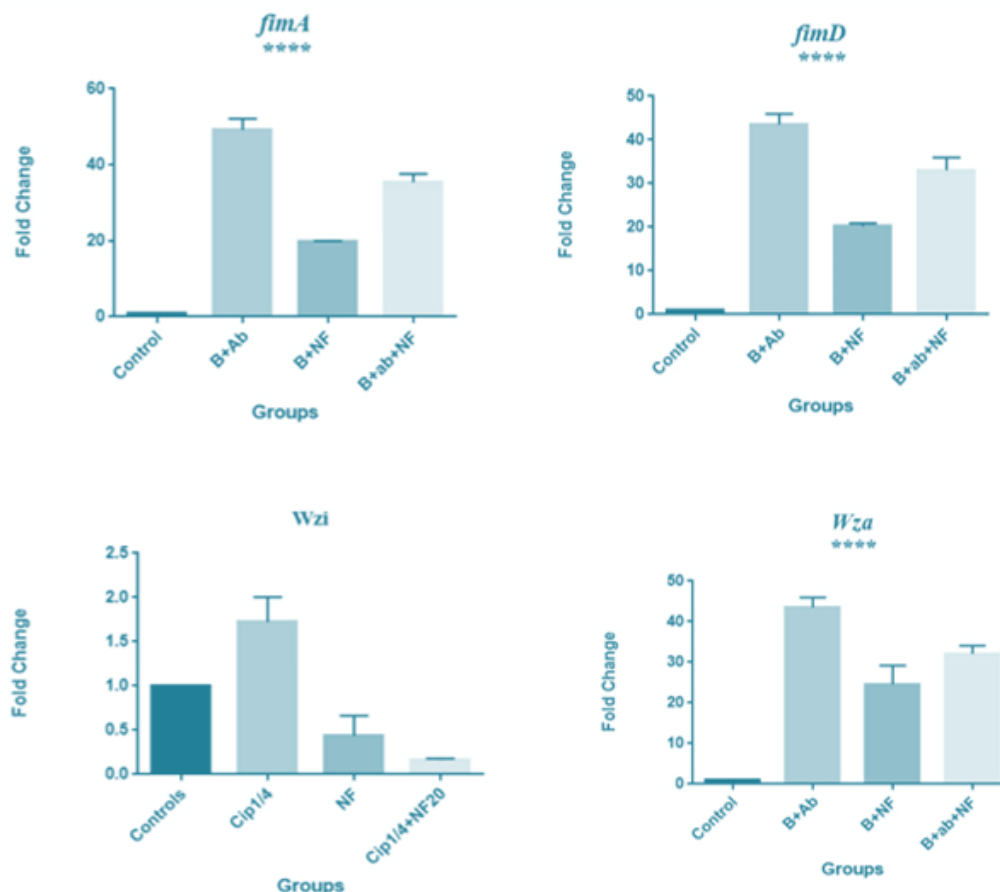 fimA
****
60
40
20
0
Fold Change
Control
B+Ab
B+NF
B+ab+NF
Groups
fimD
****
50
40
30
20
10
0
Fold Change
Control
B+Ab
B+NF
B+ab+NF
Groups
Wzi
2.5
2.0
1.5
1.0
0.5
0.0
Fold Change
Controls
Cip1/4
NF
Cip1/4+NF20
Groups
Wza
****
50
40
30
20
10
0
Fold Change
Control
B+Ab
B+NF
B+ab+NF
Groups